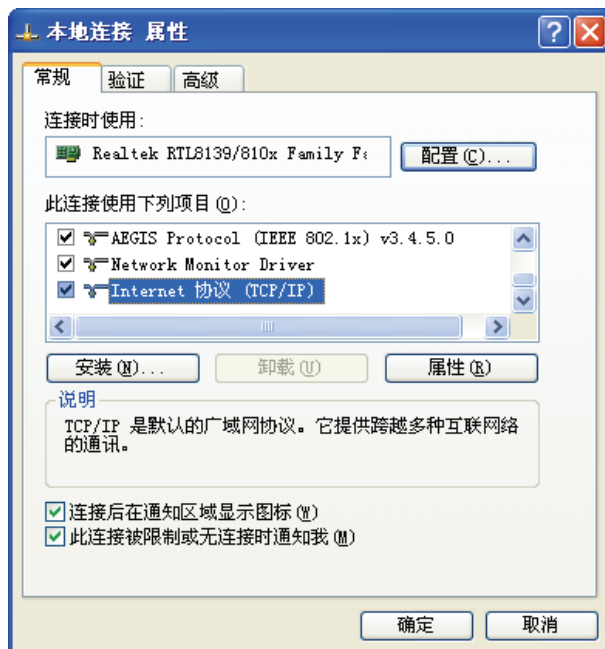 本地连接 属性
常规 验证 高级
连接时使用:
Realtek RTL8139/810x Family Fa
配置(C)...
此连接使用下列项目(O):
AEGIS Protocol (IEEE 802.1x) v3.4.5.0
Network Monitor Driver
Internet 协议 (TCP/IP)
安装(N)... 卸载(U) 属性(R)
说明
TCP/IP 是默认的广域网协议。它提供跨越多种互联网络
的通讯。
连接后在通知区域显示图标(W)
此连接被限制或无连接时通知我(M)
确定 取消